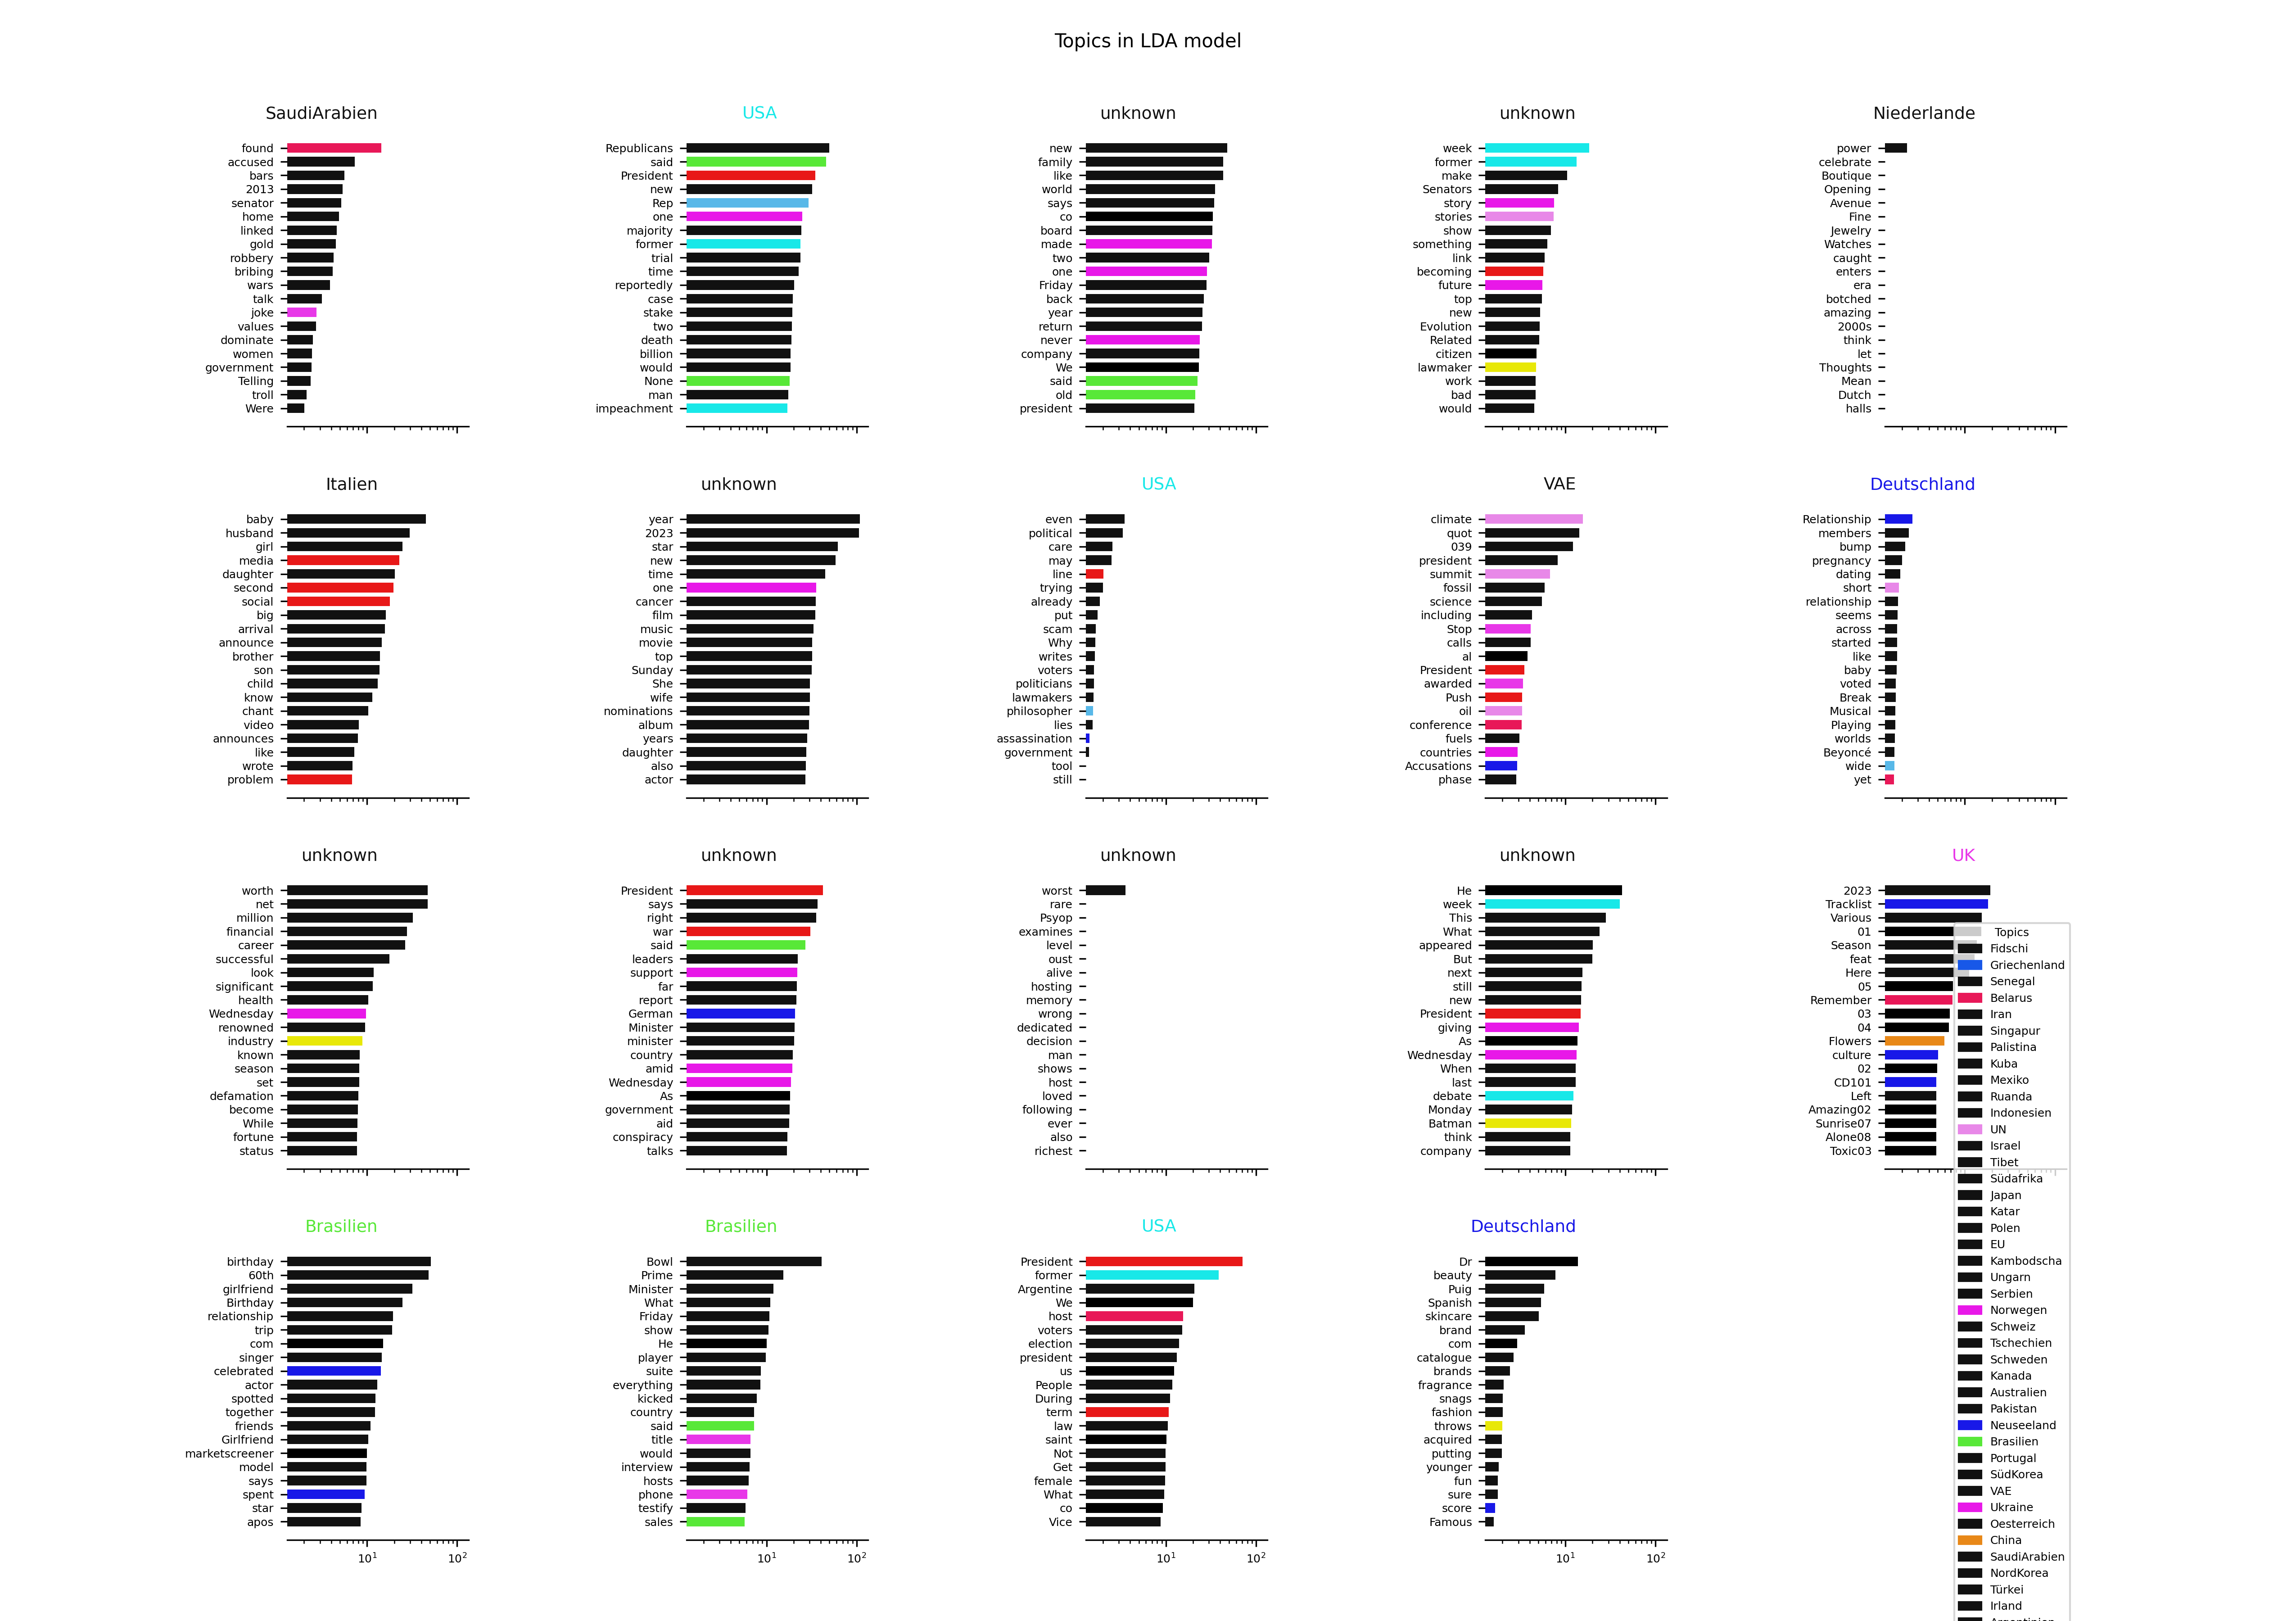 Topics in LDA model
SaudiArabien
found
accused
bars
2013
senator
home
linked
gold
robbery
bribing
wars
talk
joke
values
dominate
women
government
Telling
troll
Were
USA
Republicans
said
President
new
Rep
one
majority
former
trial
time
reportedly
case
stake
two
death
billion
would
None
man
impeachment
unknown
new
family
like
world
says
co
board
made
two
one
Friday
back
year
return
never
company
We
said
old
president
unknown
week
former
make
Senators
story
stories
show
something
link
becoming
future
top
new
Evolution
Related
citizen
lawmaker
work
bad
would
Niederlande
power
celebrate
Boutique
Opening
Avenue
Fine
Jewelry
Watches
caught
enters
era
botched
amazing
2000s
think
let
Thoughts
Mean
Dutch
halls
Italien
baby
husband
girl
media
daughter
second
social
big
arrival
announce
brother
son
child
know
chant
video
announces
like
wrote
problem
unknown
year
2023
star
new
time
one
cancer
film
music
movie
top
Sunday
She
wife
nominations
album
years
daughter
also
actor
USA
even
political
care
may
line
trying
already
put
scam
Why
writes
voters
politicians
lawmakers
philosopher
lies
assassination
government
tool
still
VAE
climate
quot
039
president
summit
fossil
science
including
Stop
calls
al
President
awarded
Push
oil
conference
fuels
countries
Accusations
phase
Deutschland
Relationship
members
bump
pregnancy
dating
short
relationship
seems
across
started
like
baby
voted
Break
Musical
Playing
worlds
Beyoncé
wide
yet
unknown
worth
net
million
financial
career
successful
look
significant
health
Wednesday
renowned
industry
known
season
set
defamation
become
While
fortune
status
unknown
President
says
right
war
said
leaders
support
far
report
German
Minister
minister
country
amid
Wednesday
As
government
aid
conspiracy
talks
unknown
worst
rare
Psyop
examines
level
oust
alive
hosting
memory
wrong
dedicated
decision
man
shows
host
loved
following
ever
also
richest
unknown
He
week
This
What
appeared
But
next
still
new
President
giving
As
Wednesday
When
last
debate
Monday
Batman
think
company
UK
2023
Tracklist
Various
01
Season
feat
Here
05
Remember
03
04
Flowers
culture
02
CD101
Left
Amazing02
Sunrise07
Alone08
Toxic03
Brasilien
birthday
60th
girlfriend
Birthday
relationship
trip
com
singer
celebrated
actor
spotted
together
friends
Girlfriend
marketscreener
model
says
spent
star
apos
10¹ 10²
Brasilien
Bowl
Prime
Minister
What
Friday
show
He
player
suite
everything
kicked
country
said
title
would
interview
hosts
phone
testify
sales
10¹ 10²
USA
President
former
Argentine
We
host
voters
election
president
us
People
During
term
law
saint
Not
Get
female
What
co
Vice
10¹ 10²
Deutschland
Dr
beauty
Puig
Spanish
skincare
brand
com
catalogue
brands
fragrance
snags
fashion
throws
acquired
putting
younger
fun
sure
score
Famous
10¹ 10²
Topics
Fidschi
Griechenland
Senegal
Belarus
Iran
Singapur
Palistina
Kuba
Mexiko
Ruanda
Indonesien
UN
Israel
Tibet
Südafrika
Japan
Katar
Polen
EU
Kambodscha
Ungarn
Serbien
Norwegen
Schweiz
Tschechien
Schweden
Kanada
Australien
Pakistan
Neuseeland
Brasilien
Portugal
SüdKorea
VAE
Ukraine
Oesterreich
China
SaudiArabien
NordKorea
Türkei
Irland